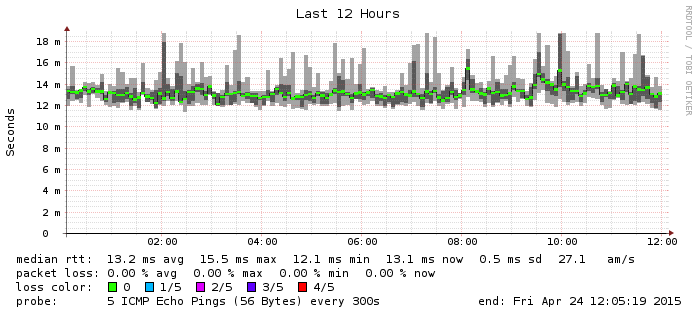 Last 12 Hours
RRDTOOL / TOBI OETIKER
Seconds
18 m
16 m
14 m
12 m
10 m
8 m
6 m
4 m
2 m
0
02:00 04:00 06:00 08:00 10:00 12:00
median rtt: 13.2 ms avg 15.5 ms max 12.1 ms min 13.1 ms now 0.5 ms sd 27.1 am/s
packet loss: 0.00 % avg 0.00 % max 0.00 % min 0.00 % now
loss color: 0 1/5 2/5 3/5 4/5
probe: 5 ICMP Echo Pings (56 Bytes) every 300s end: Fri Apr 24 12:05:19 2015